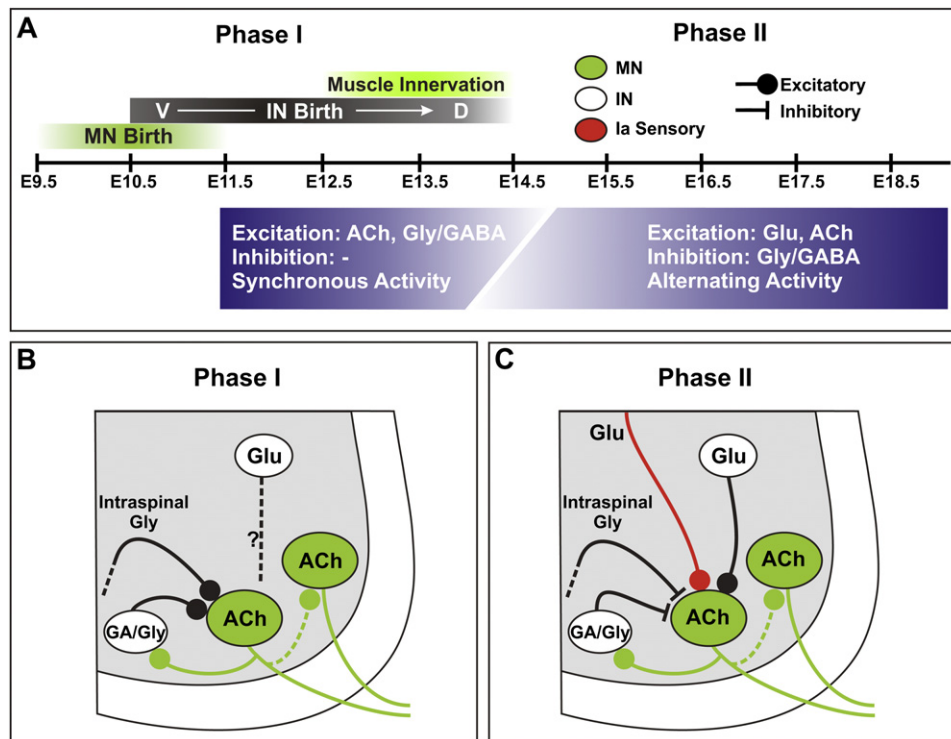 A
Phase I
Phase II
Muscle Innervation
V IN Birth D
MN Birth
MN
IN
Ia Sensory
Excitatory
Inhibitory
E9.5 E10.5 E11.5 E12.5 E13.5 E14.5 E15.5 E16.5 E17.5 E18.5
Excitation: ACh, Gly/GABA
Inhibition: -
Synchronous Activity
Excitation: Glu, ACh
Inhibition: Gly/GABA
Alternating Activity
B
Phase I
Glu
Intraspinal
Gly
?
ACh
ACh
GA/Gly
C
Phase II
Glu
Glu
Intraspinal
Gly
ACh
ACh
GA/Gly